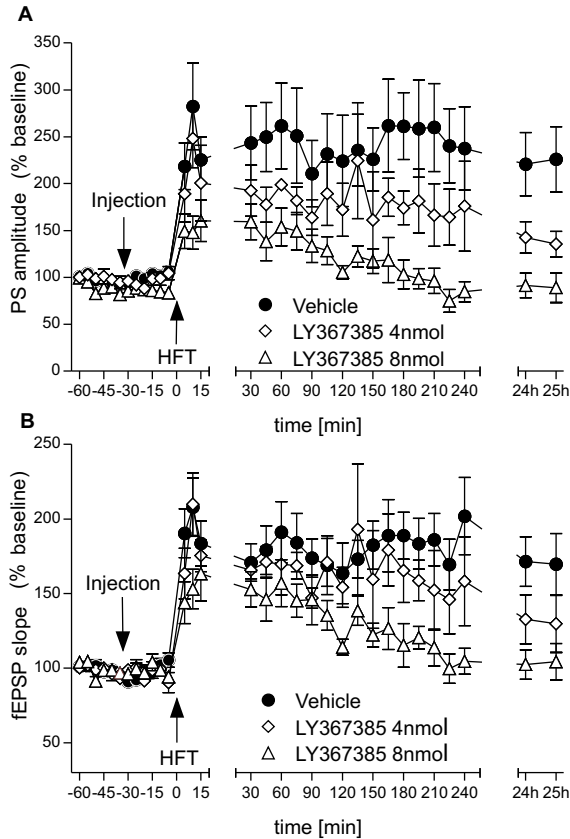 A
350
300
250
200
150
100
50
0
PS amplitude (% baseline)
Injection
HFT
Vehicle
LY367385 4nmol
LY367385 8nmol
-60 -45 -30 -15 0 15 30 60 90 120 150 180 210 240 24h 25h
time [min]
B
250
200
150
100
50
fEPSP slope (% baseline)
Injection
HFT
Vehicle
LY367385 4nmol
LY367385 8nmol
-60 -45 -30 -15 0 15 30 60 90 120 150 180 210 240 24h 25h
time [min]